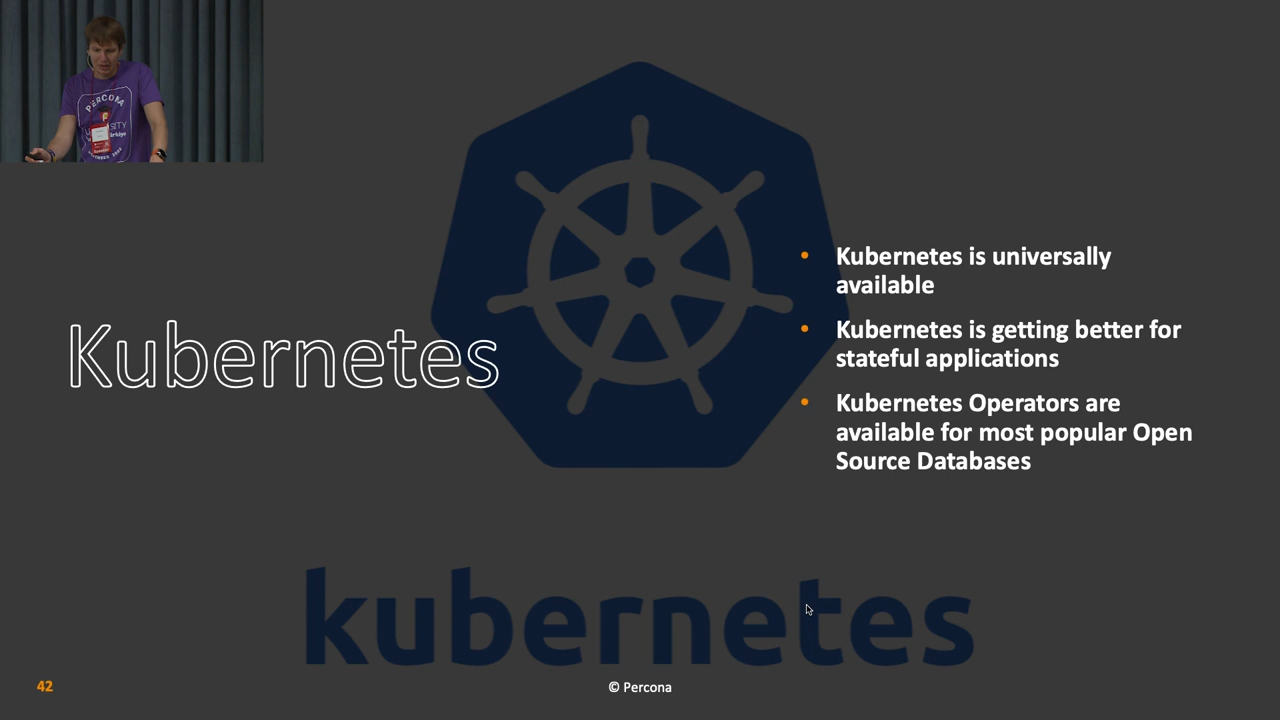 PERCONA
Kubernetes
Kubernetes is universally
available
Kubernetes is getting better for
stateful applications
Kubernetes Operators are
available for most popular Open
Source Databases
kubernetes
42
© Percona